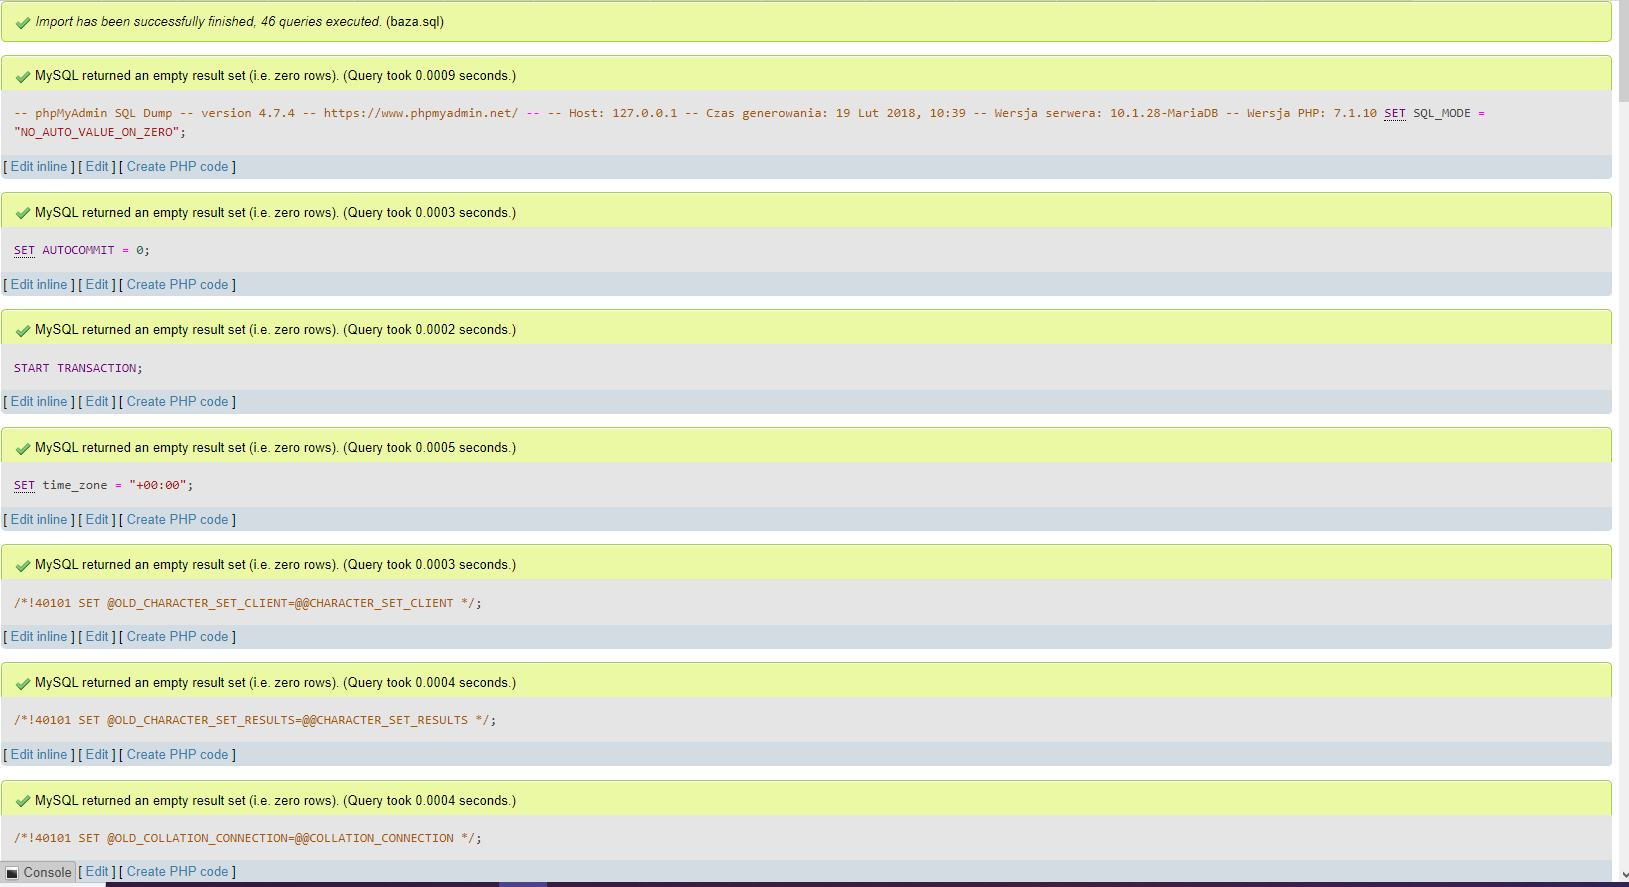 Import has been successfully finished, 46 queries executed. (baza.sql)
MySQL returned an empty result set (i.e. zero rows). (Query took 0.0009 seconds.)
-- phpMyAdmin SQL Dump -- version 4.7.4 -- https://www.phpmyadmin.net/ -- -- Host: 127.0.0.1 -- Czas generowania: 19 Lut 2018, 10:39 -- Wersja serwera: 10.1.28-MariaDB -- Wersja PHP: 7.1.10 SET SQL_MODE =
"NO_AUTO_VALUE_ON_ZERO";
[ Edit inline ] [ Edit ] [ Create PHP code ]
MySQL returned an empty result set (i.e. zero rows). (Query took 0.0003 seconds.)
SET AUTOCOMMIT = 0;
[ Edit inline ] [ Edit ] [ Create PHP code ]
MySQL returned an empty result set (i.e. zero rows). (Query took 0.0002 seconds.)
START TRANSACTION;
[ Edit inline ] [ Edit ] [ Create PHP code ]
MySQL returned an empty result set (i.e. zero rows). (Query took 0.0005 seconds.)
SET time_zone = "+00:00";
[ Edit inline ] [ Edit ] [ Create PHP code ]
MySQL returned an empty result set (i.e. zero rows). (Query took 0.0003 seconds.)
/*!40101 SET @OLD_CHARACTER_SET_CLIENT=@@CHARACTER_SET_CLIENT */;
[ Edit inline ] [ Edit ] [ Create PHP code ]
MySQL returned an empty result set (i.e. zero rows). (Query took 0.0004 seconds.)
/*!40101 SET @OLD_CHARACTER_SET_RESULTS=@@CHARACTER_SET_RESULTS */;
[ Edit inline ] [ Edit ] [ Create PHP code ]
MySQL returned an empty result set (i.e. zero rows). (Query took 0.0004 seconds.)
/*!40101 SET @OLD_COLLATION_CONNECTION=@@COLLATION_CONNECTION */;
Console [ Edit ] [ Create PHP code ]